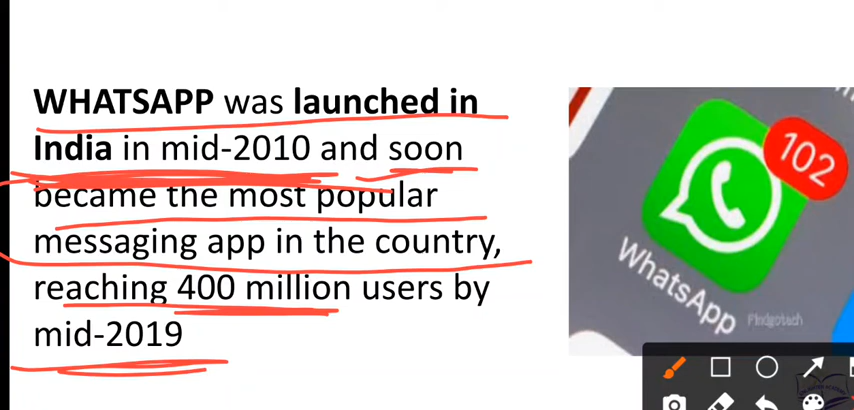 WHATSAPP was launched in
India in mid-2010 and soon
became the most popular
messaging app in the country,
reaching 400 million users by
mid-2019
102
WhatsApp
Findgotech